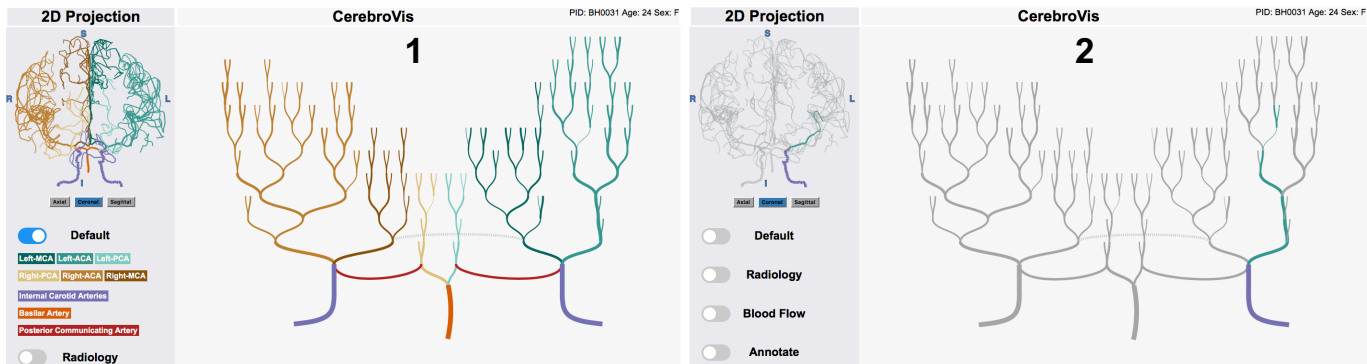 2D Projection
CerebroVis
PID: BH0031 Age: 24 Sex: F
1
S
R
L
I
Axial Coronal Sagittal
Default
Left-MCA Left-ACA Left-PCA
Right-PCA Right-ACA Right-MCA
Internal Carotid Arteries
Basilar Artery
Posterior Communicating Artery
Radiology
2D Projection
CerebroVis
PID: BH0031 Age: 24 Sex: F
2
S
R
L
I
Axial Coronal Sagittal
Default
Radiology
Blood Flow
Annotate